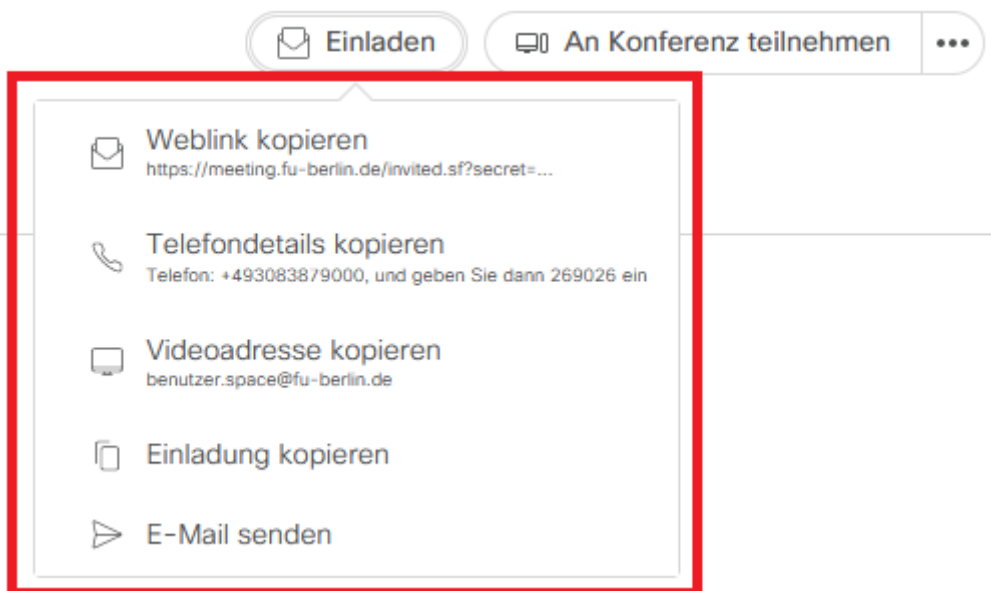 Einladen
An Konferenz teilnehmen
Weblink kopieren
https://meeting.fu-berlin.de/invited.sf?secret=...
Telefondetails kopieren
Telefon: +493083879000, und geben Sie dann 269026 ein
Videoadresse kopieren
benutzer.space@fu-berlin.de
Einladung kopieren
E-Mail senden